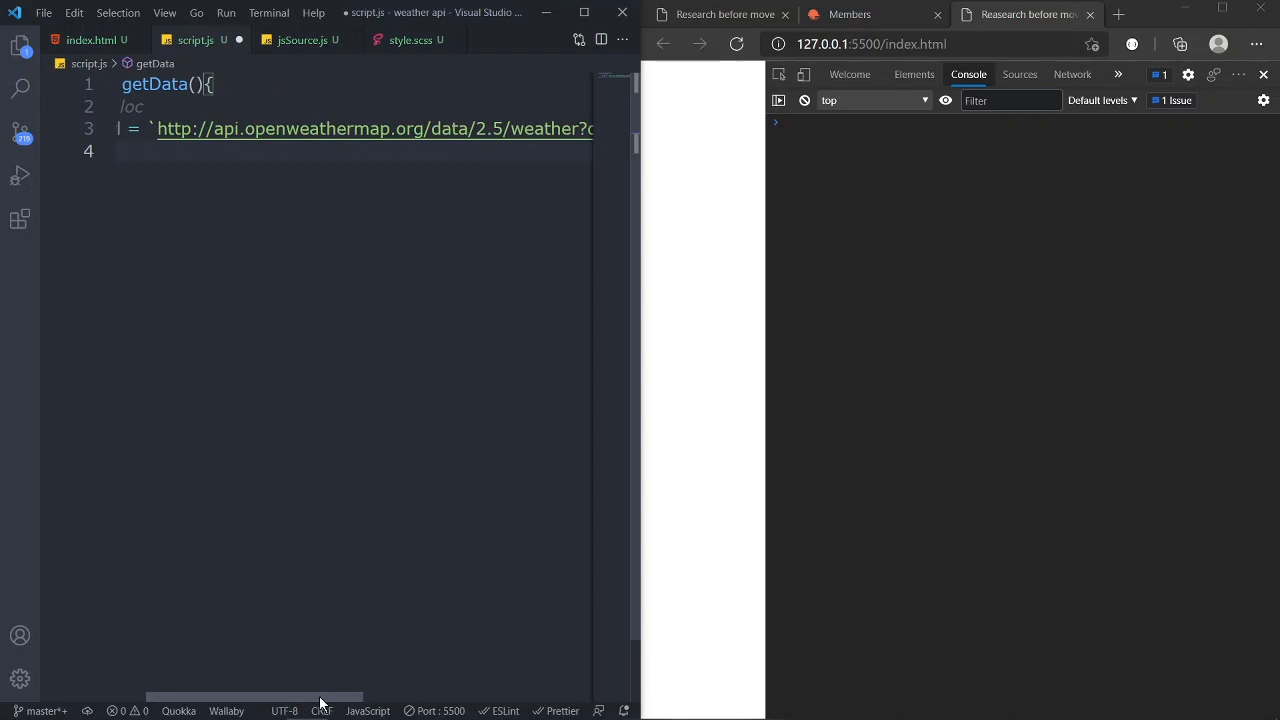 File Edit Selection View Go Run Terminal Help ● script.js - weather api - Visual Studio ...
index.html U script.js U jsSource.js U style.scss U
script.js > getData
1 getData(){
2 loc
3 = `http://api.openweathermap.org/data/2.5/weather?
4
1
219
master*+ 0 0 Quokka Wallaby UTF-8 CRLF JavaScript Port : 5500 ESLint Prettier
Research before move Members Reasearch before mov
127.0.0.1:5500/index.html
Welcome Elements Console Sources Network 1
top Filter Default levels 1 Issue